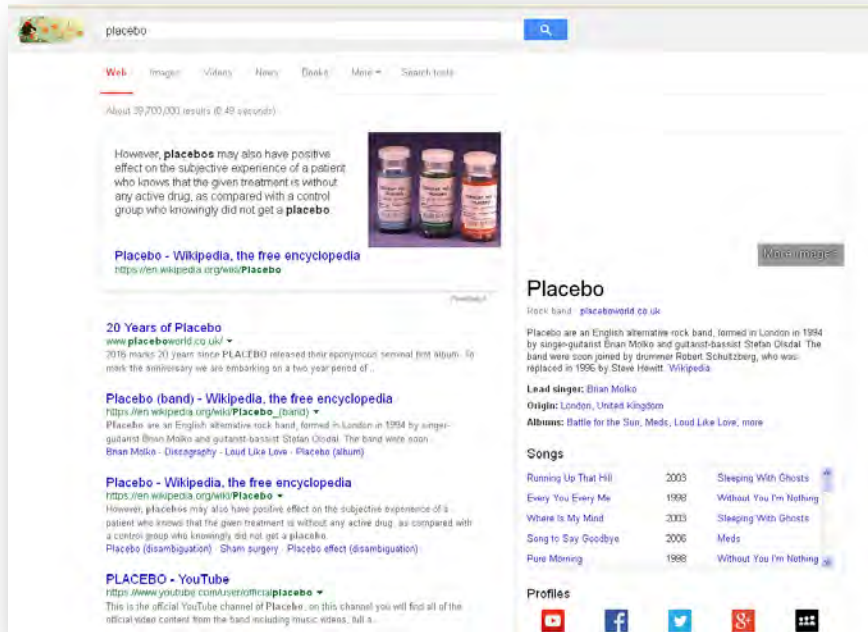 placebo
Web Images Videos News Books More Search tools
About 39,700,000 results (0.49 seconds)
However, placebos may also have positive
effect on the subjective experience of a patient
who knows that the given treatment is without
any active drug, as compared with a control
group who knowingly did not get a placebo.
Placebo - Wikipedia, the free encyclopedia
https://en.wikipedia.org/wiki/Placebo
Feedback
20 Years of Placebo
www.placeboworld.co.uk/
2016 marks 20 years since PLACEBO released their eponymous seminal first album. To
mark the anniversary we are embarking on a two year period of...
Placebo (band) - Wikipedia, the free encyclopedia
https://en.wikipedia.org/wiki/Placebo_(band)
Placebo are an English alternative rock band, formed in London in 1994 by singer-
guitarist Brian Molko and guitarist-bassist Stefan Olsdal. The band were soon ...
Brian Molko - Discography - Loud Like Love - Placebo (album)
Placebo - Wikipedia, the free encyclopedia
https://en.wikipedia.org/wiki/Placebo
However, placebos may also have positive effect on the subjective experience of a
patient who knows that the given treatment is without any active drug, as compared with
a control group who knowingly did not get a placebo.
Placebo (disambiguation) - Sham surgery - Placebo effect (disambiguation)
PLACEBO - YouTube
https://www.youtube.com/user/officialplacebo
This is the official YouTube channel of Placebo, on this channel you will find all of the
official video content from the band including music videos, full a...
More images
Placebo
Rock band placeboworld.co.uk
Placebo are an English alternative rock band, formed in London in 1994
by singer-guitarist Brian Molko and guitarist-bassist Stefan Olsdal. The
band were soon joined by drummer Robert Schultzberg, who was
replaced in 1996 by Steve Hewitt. Wikipedia
Lead singer: Brian Molko
Origin: London, United Kingdom
Albums: Battle for the Sun, Meds, Loud Like Love, more
Songs
Running Up That Hill 2003 Sleeping With Ghosts
Every You Every Me 1998 Without You I'm Nothing
Where Is My Mind 2003 Sleeping With Ghosts
Song to Say Goodbye 2006 Meds
Pure Morning 1998 Without You I'm Nothing
Profiles